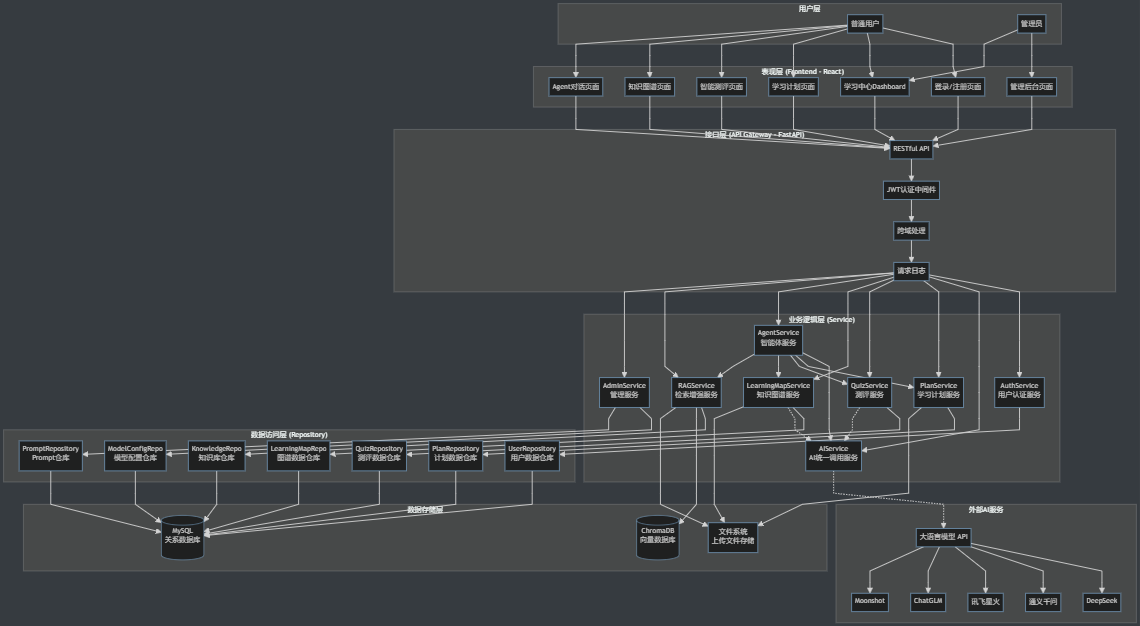 用户层
普通用户
管理员
表现层 (Frontend - React)
Agent对话页面
知识图谱页面
智能测评页面
学习计划页面
学习中心Dashboard
登录/注册页面
管理后台页面
接口层 (API Gateway - FastAPI)
RESTful API
JWT认证中间件
跨域处理
请求日志
业务逻辑层 (Service)
AgentService
智能体服务
AdminService
管理服务
RAGService
检索增强服务
LearningMapService
知识图谱服务
QuizService
测评服务
PlanService
学习计划服务
AuthService
用户认证服务
AIService
AI统一调用服务
数据访问层 (Repository)
PromptRepository
Prompt仓库
ModelConfigRepo
模型配置仓库
KnowledgeRepo
知识库仓库
LearningMapRepo
图谱数据仓库
QuizRepository
测评数据仓库
PlanRepository
计划数据仓库
UserRepository
用户数据仓库
数据存储层
MySQL
关系数据库
ChromaDB
向量数据库
文件系统
上传文件存储
外部AI服务
大语言模型 API
Moonshot
ChatGLM
讯飞星火
通义千问
DeepSeek